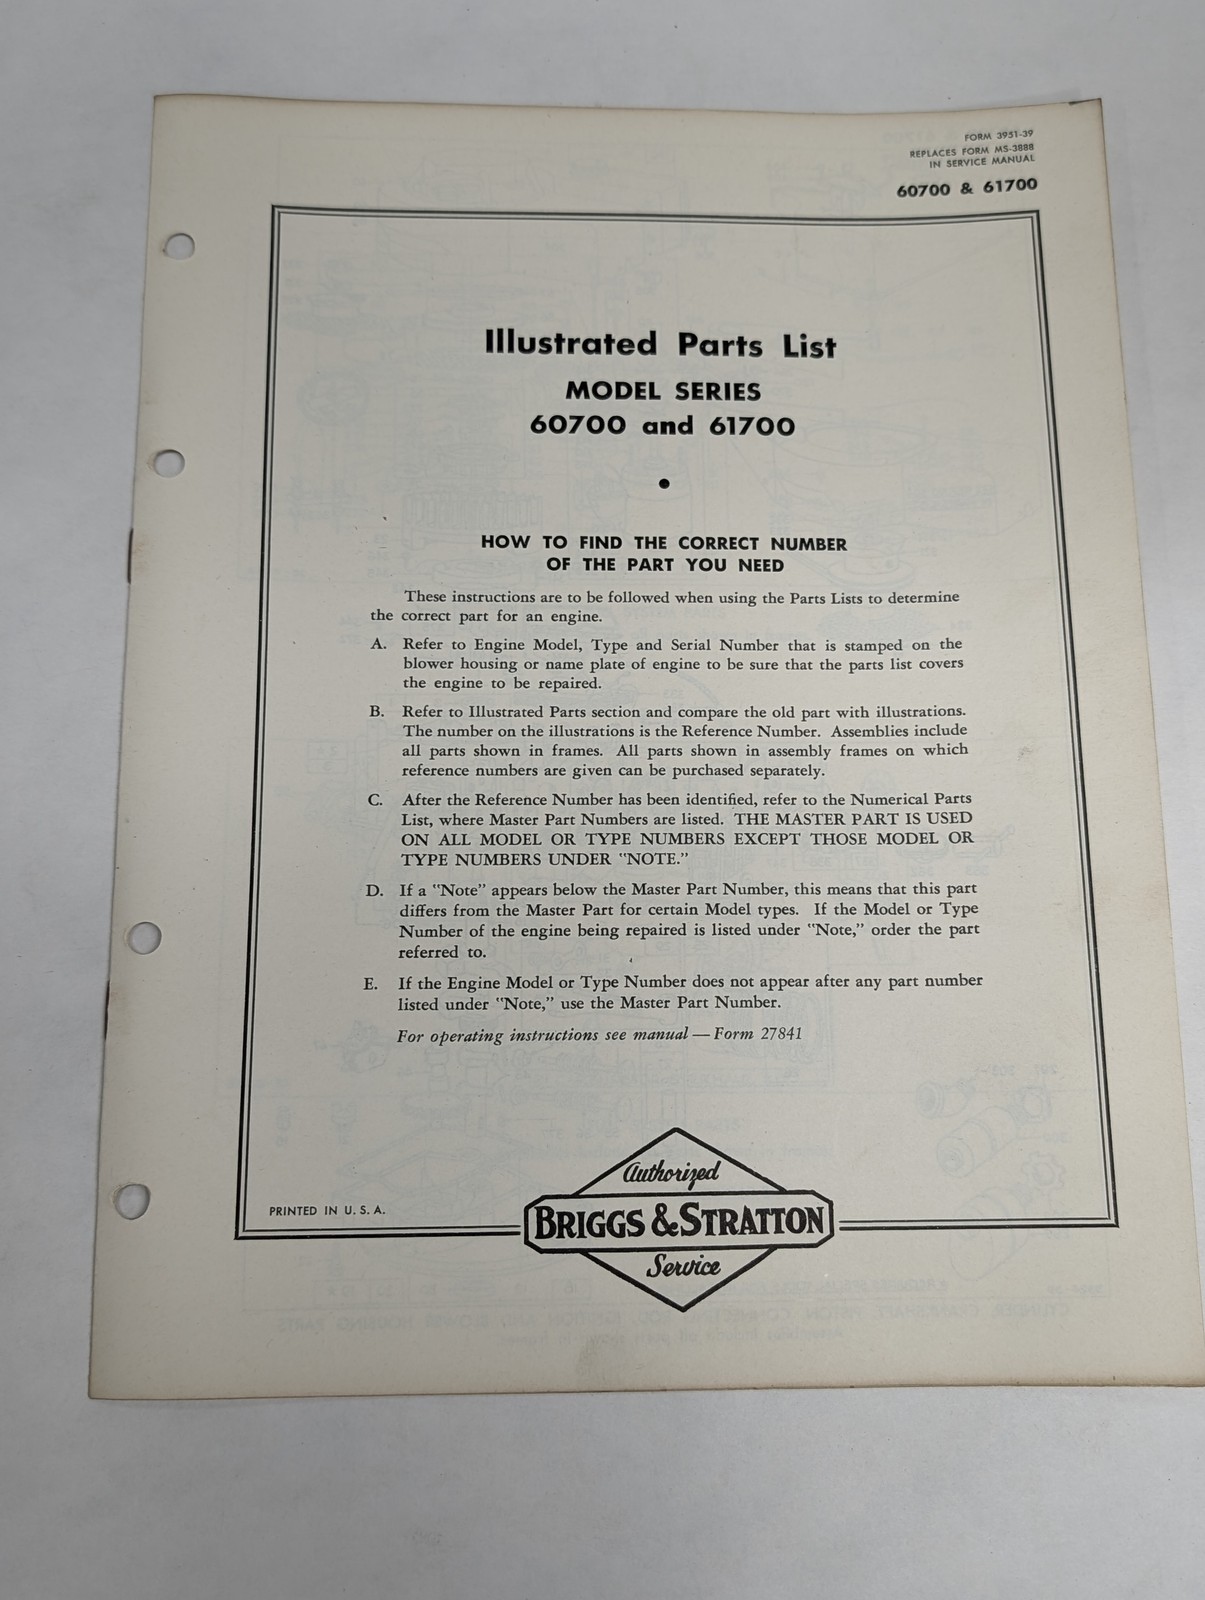 FORM 3951-39
REPLACES FORM MS-3888
IN SERVICE MANUAL
60700 & 61700
Illustrated Parts List
MODEL SERIES
60700 and 61700
•
HOW TO FIND THE CORRECT NUMBER
OF THE PART YOU NEED
These instructions are to be followed when using the Parts Lists to determine
the correct part for an engine.
A. Refer to Engine Model, Type and Serial Number that is stamped on the
blower housing or name plate of engine to be sure that the parts list covers
the engine to be repaired.
B. Refer to Illustrated Parts section and compare the old part with illustrations.
The number on the illustrations is the Reference Number. Assemblies include
all parts shown in frames. All parts shown in assembly frames on which
reference numbers are given can be purchased separately.
C. After the Reference Number has been identified, refer to the Numerical Parts
List, where Master Part Numbers are listed. THE MASTER PART IS USED
ON ALL MODEL OR TYPE NUMBERS EXCEPT THOSE MODEL OR
TYPE NUMBERS UNDER "NOTE."
D. If a "Note" appears below the Master Part Number, this means that this part
differs from the Master Part for certain Model types. If the Model or Type
Number of the engine being repaired is listed under "Note," order the part
referred to.
E. If the Engine Model or Type Number does not appear after any part number
listed under "Note," use the Master Part Number.
For operating instructions see manual — Form 27841
Authorized
BRIGGS & STRATTON
Service
PRINTED IN U. S. A.